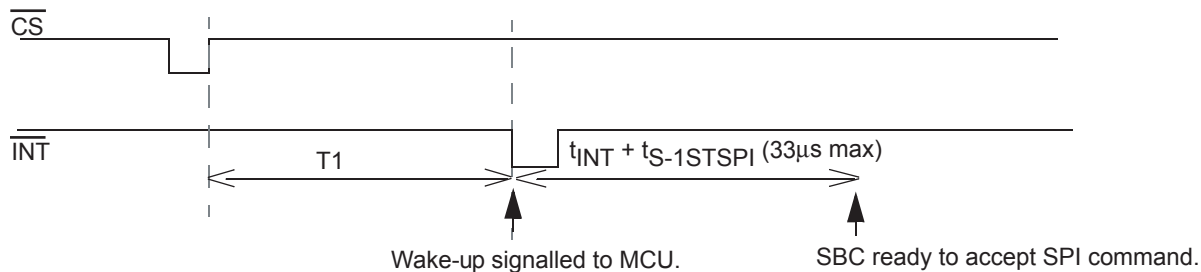 CS
INT
T1
tINT + tS-1STSPI (33μs max)
Wake-up signalled to MCU.
SBC ready to accept SPI command.